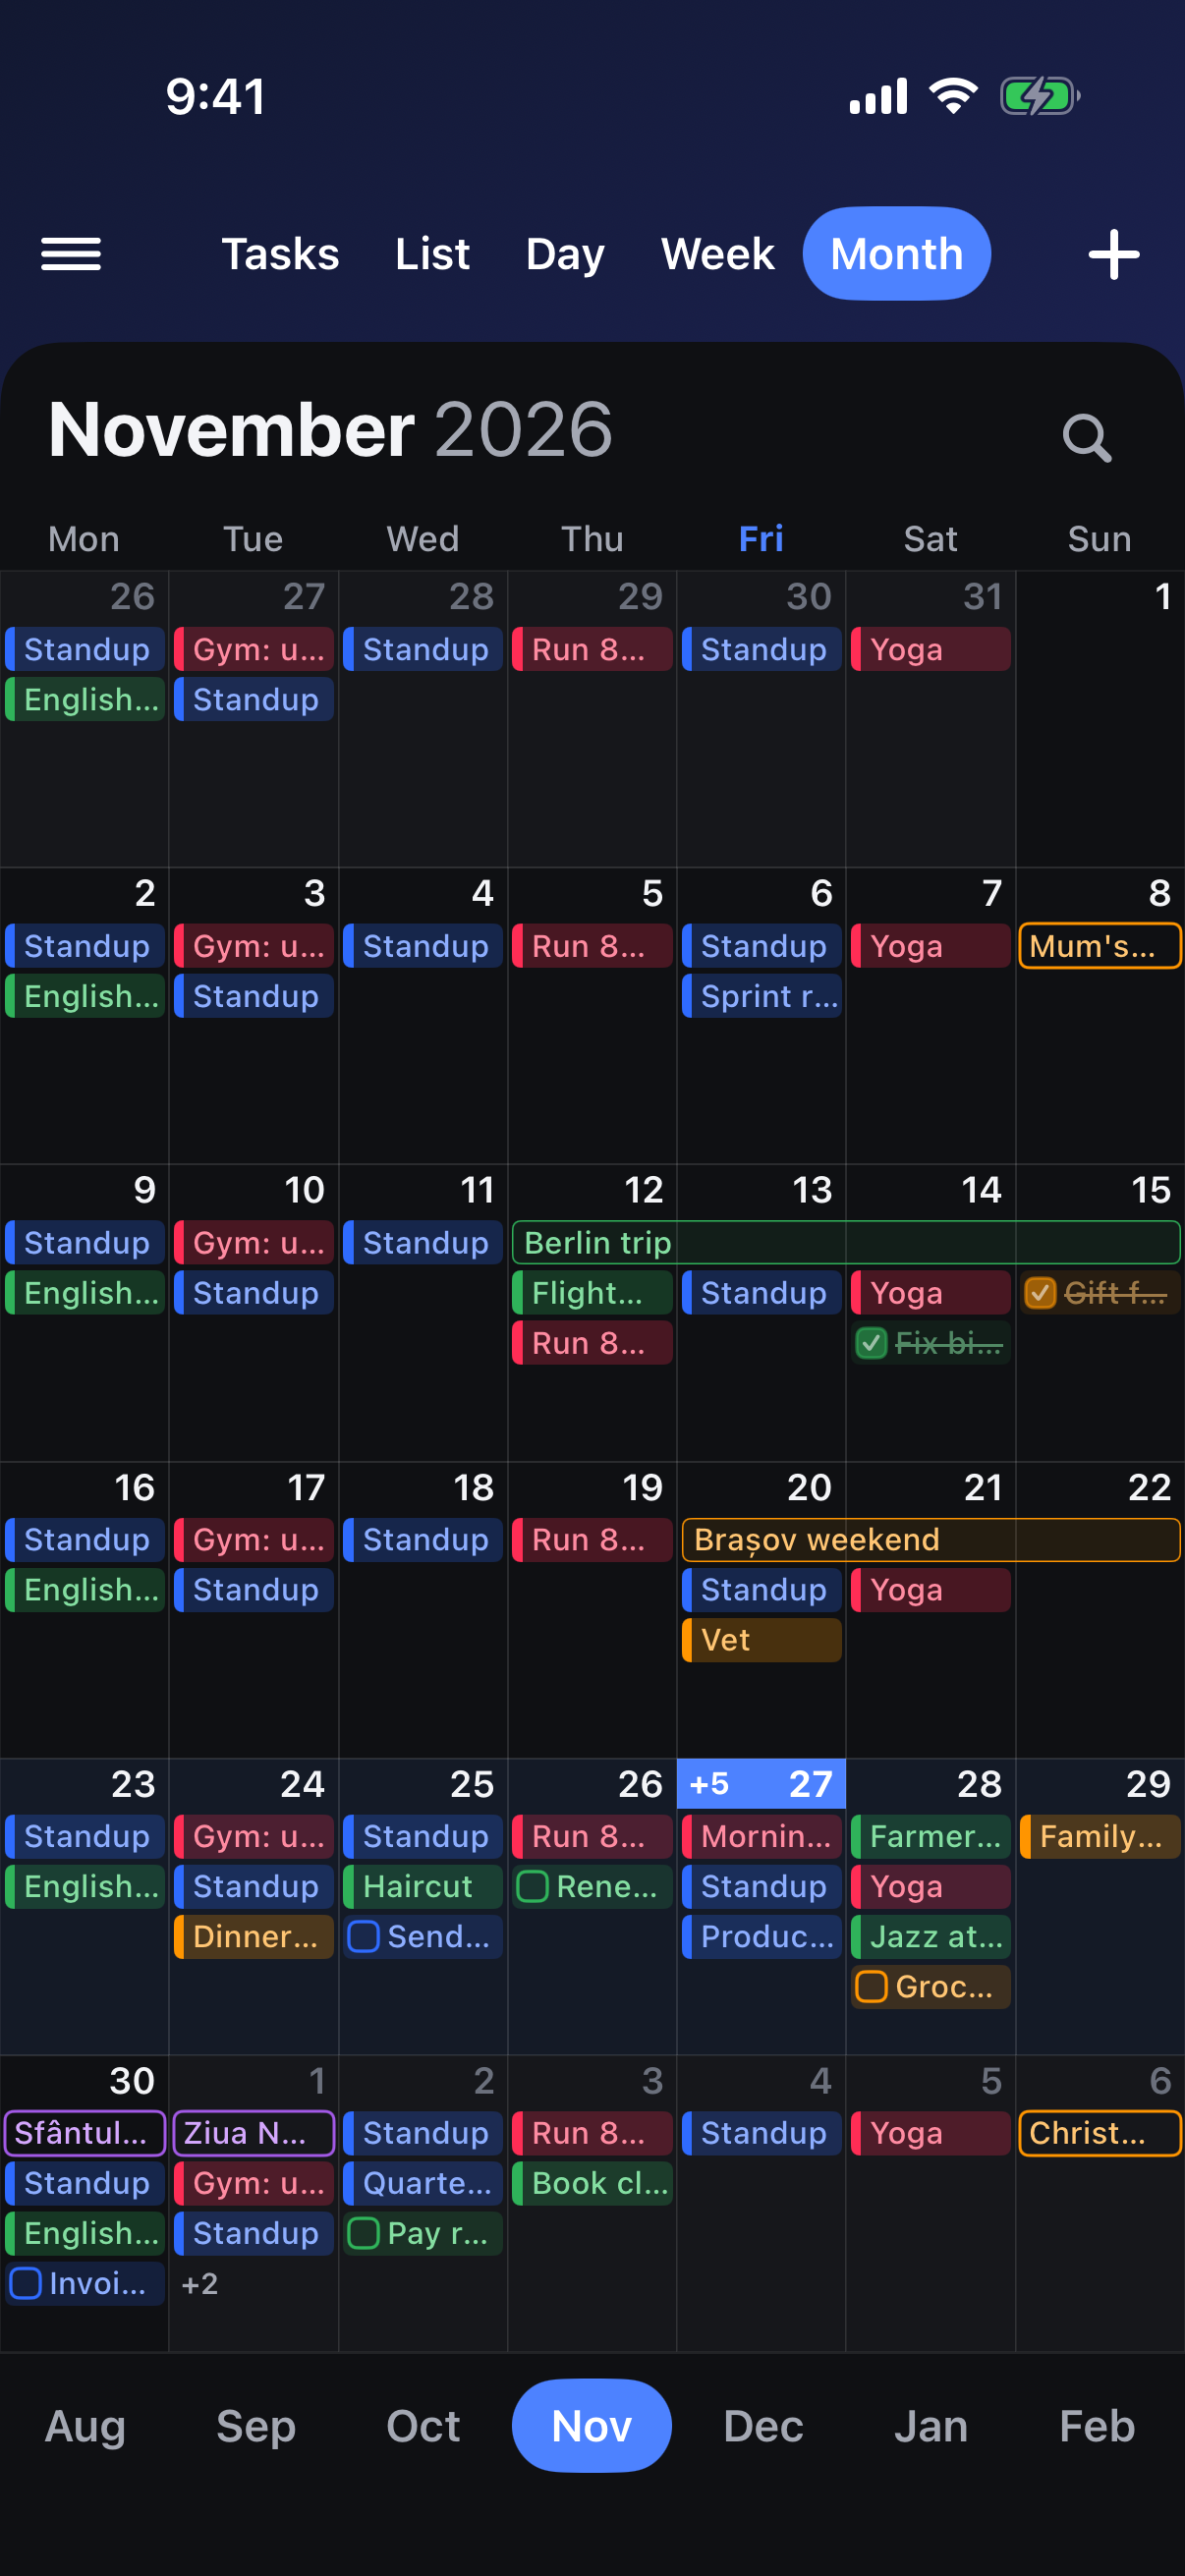 9:41
Tasks List Day Week Month
November 2026
Mon Tue Wed Thu Fri Sat Sun
26 27 28 29 30 31 1
Standup Gym: u... Standup Run 8... Standup Yoga
English... Standup
2 3 4 5 6 7 8
Standup Gym: u... Standup Run 8... Standup Yoga Mum's...
English... Standup Sprint r...
9 10 11 12 13 14 15
Standup Gym: u... Standup Berlin trip
English... Standup Flight... Standup Yoga Gift f...
Run 8... Fix bi...
16 17 18 19 20 21 22
Standup Gym: u... Standup Run 8... Brașov weekend
English... Standup Standup Yoga
Vet
23 24 25 26 +5 27 28 29
Standup Gym: u... Standup Run 8... Mornin... Farmer... Family...
English... Standup Haircut Rene... Standup Yoga
Dinner... Send... Produc... Jazz at...
Groc...
30 1 2 3 4 5 6
Sfântul... Ziua N... Standup Run 8... Standup Yoga Christ...
Standup Gym: u... Quarte... Book cl...
English... Standup Pay r...
Invoi... +2
Aug Sep Oct Nov Dec Jan Feb